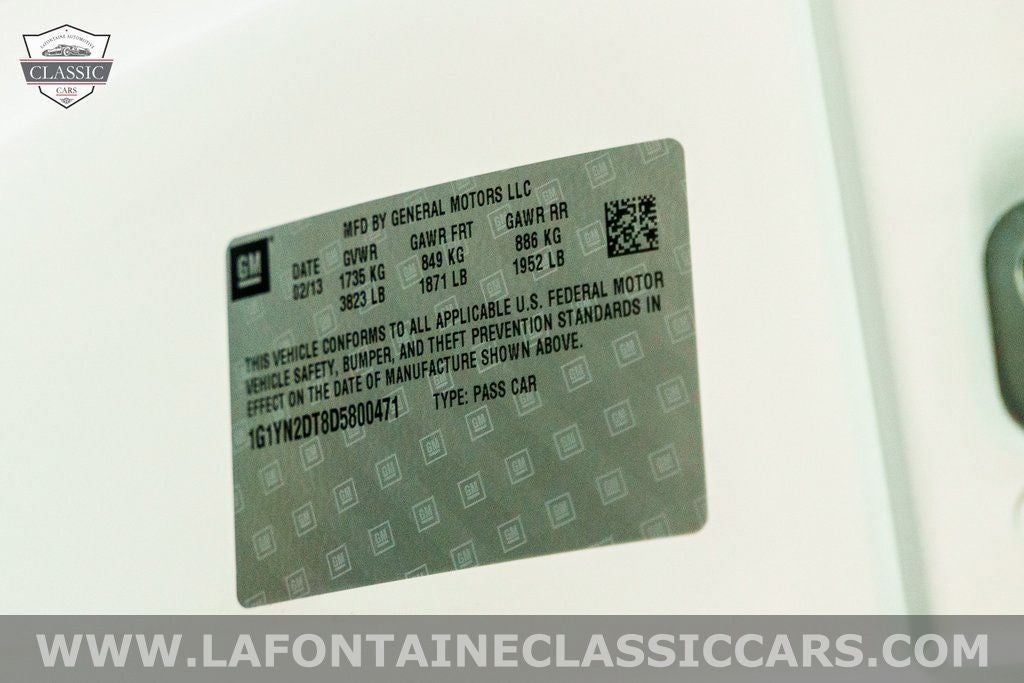 LAFONTAINE AUTOMOTIVE
CLASSIC
CARS
GM
MFD BY GENERAL MOTORS LLC
DATE GVWR GAWR FRT GAWR RR
02/13 1735 KG 849 KG 886 KG
3823 LB 1871 LB 1952 LB
THIS VEHICLE CONFORMS TO ALL APPLICABLE U.S. FEDERAL MOTOR
VEHICLE SAFETY, BUMPER, AND THEFT PREVENTION STANDARDS IN
EFFECT ON THE DATE OF MANUFACTURE SHOWN ABOVE.
1G1YN2DT8D5800471 TYPE: PASS CAR
WWW.LAFONTAINECLASSICCARS.COM